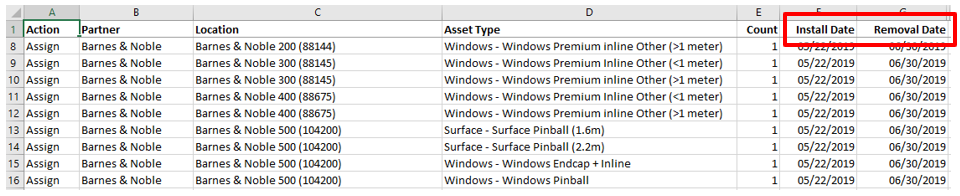 A B C D E F G
1 Action Partner Location Asset Type Count Install Date Removal Date
8 Assign Barnes & Noble Barnes & Noble 200 (88144) Windows - Windows Premium inline Other (>1 meter) 1 05/22/2019 06/30/2019
9 Assign Barnes & Noble Barnes & Noble 300 (88145) Windows - Windows Premium inline Other (<1 meter) 1 05/22/2019 06/30/2019
10 Assign Barnes & Noble Barnes & Noble 300 (88145) Windows - Windows Premium inline Other (>1 meter) 1 05/22/2019 06/30/2019
11 Assign Barnes & Noble Barnes & Noble 400 (88675) Windows - Windows Premium inline Other (<1 meter) 1 05/22/2019 06/30/2019
12 Assign Barnes & Noble Barnes & Noble 400 (88675) Windows - Windows Premium inline Other (>1 meter) 1 05/22/2019 06/30/2019
13 Assign Barnes & Noble Barnes & Noble 500 (104200) Surface - Surface Pinball (1.6m) 1 05/22/2019 06/30/2019
14 Assign Barnes & Noble Barnes & Noble 500 (104200) Surface - Surface Pinball (2.2m) 1 05/22/2019 06/30/2019
15 Assign Barnes & Noble Barnes & Noble 500 (104200) Windows - Windows Endcap + Inline 1 05/22/2019 06/30/2019
16 Assign Barnes & Noble Barnes & Noble 500 (104200) Windows - Windows Pinball 1 05/22/2019 06/30/2019